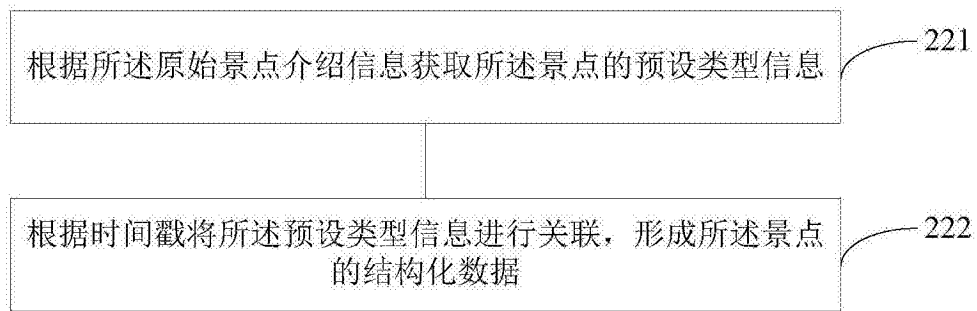 根据所述原始景点介绍信息获取所述景点的预设类型信息
221
根据时间戳将所述预设类型信息进行关联，形成所述景点
的结构化数据
222